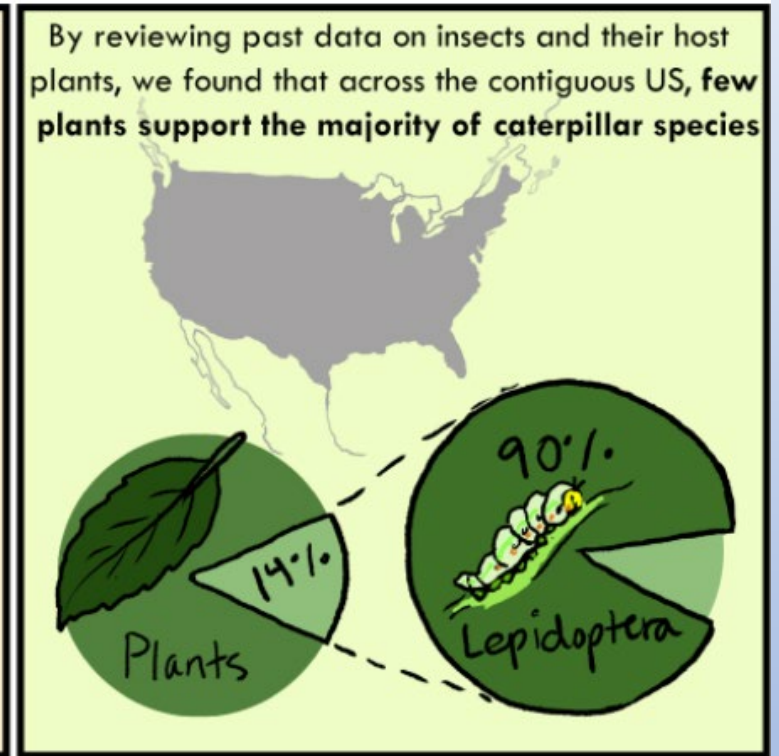 By reviewing past data on insects and their host
plants, we found that across the contiguous US, few
plants support the majority of caterpillar species
90%
14%
Lepidoptera
Plants